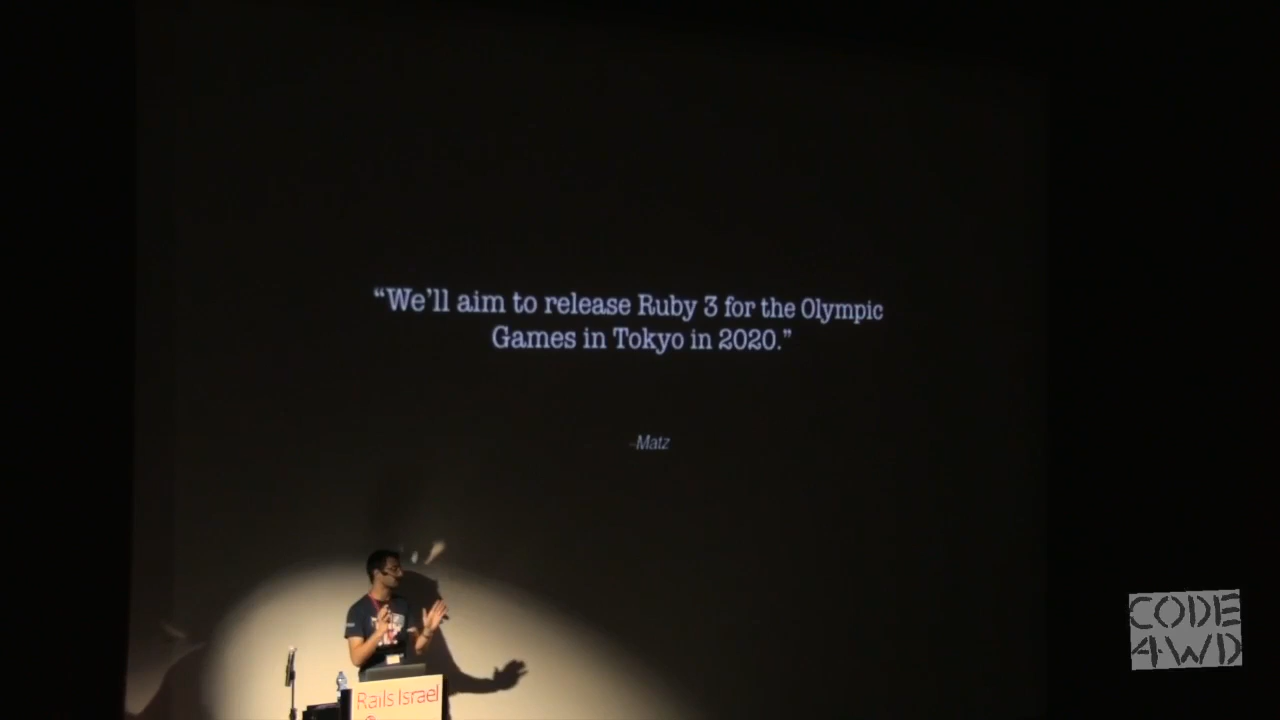 “We’ll aim to release Ruby 3 for the Olympic
Games in Tokyo in 2020.”
-Matz
Rails Israel
CODE
4WD